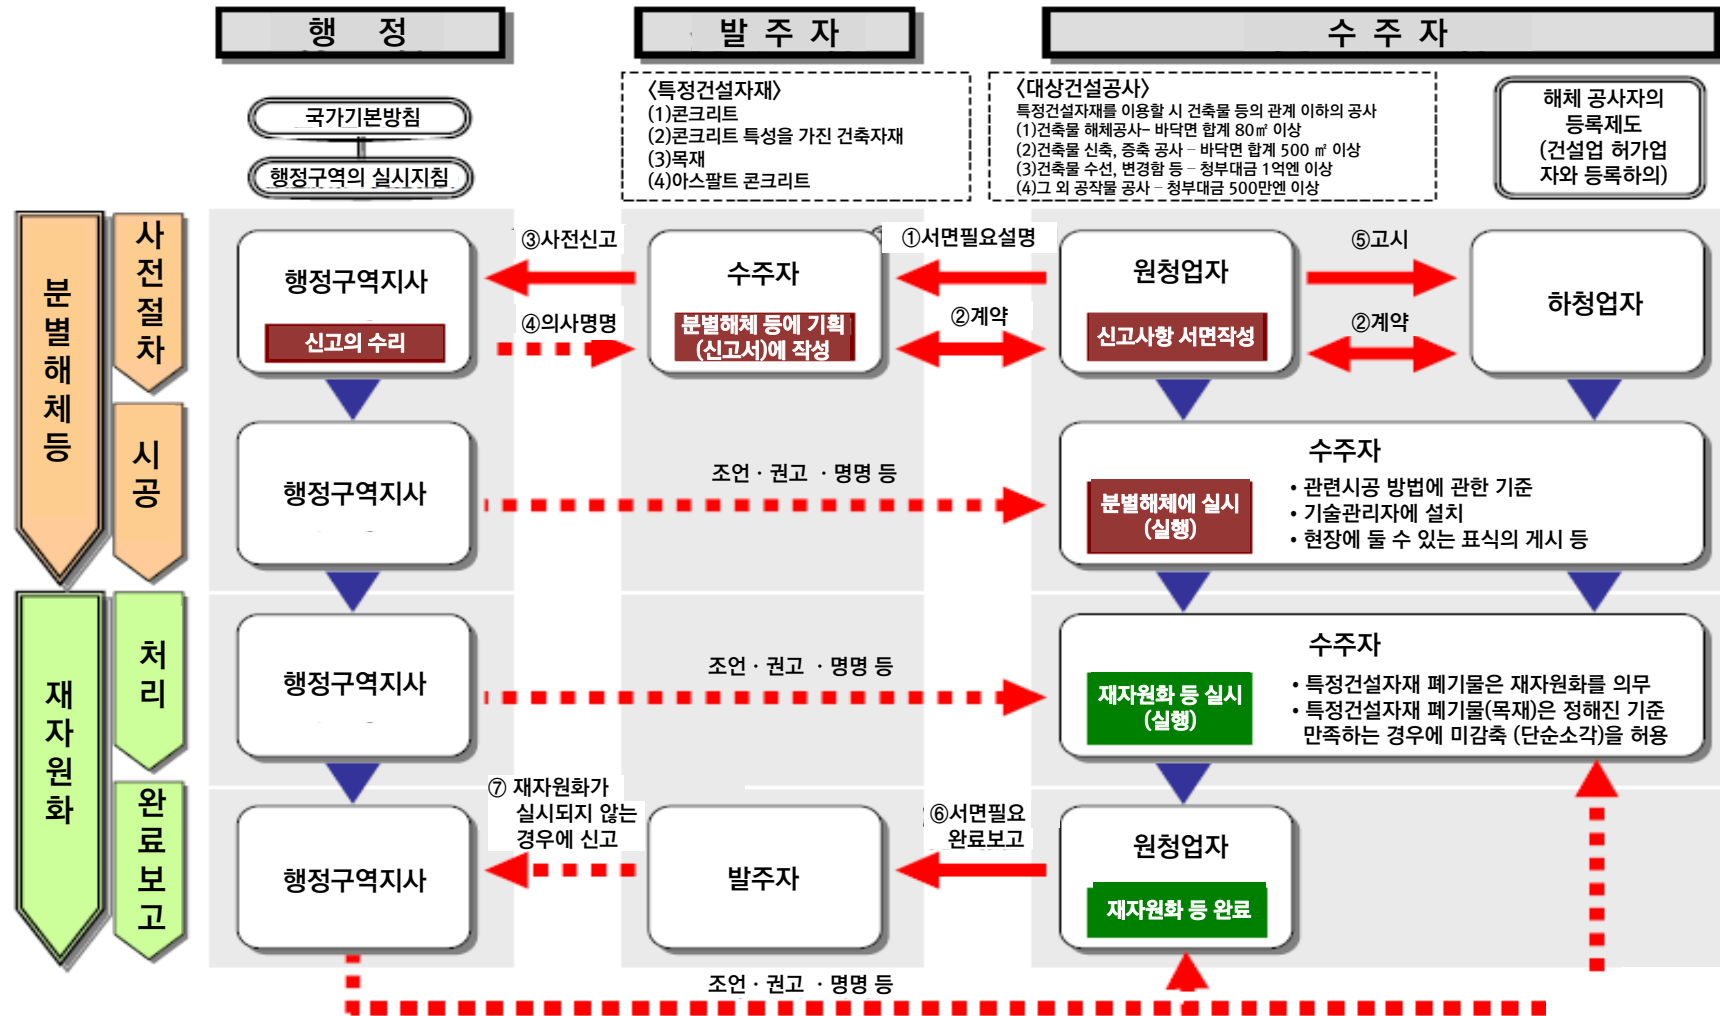 행 정
발 주 자
수 주 자
국가기본방침
행정구역의 실시지침
〈특정건설자재〉
(1)콘크리트
(2)콘크리트 특성을 가진 건축자재
(3)목재
(4)아스팔트 콘크리트
〈대상건설공사〉
특정건설자재를 이용할 시 건축물 등의 관계 이하의 공사
(1)건축물 해체공사– 바닥면 합계 80㎡ 이상
(2)건축물 신축, 증축 공사 – 바닥면 합계 500 ㎡ 이상
(3)건축물 수선, 변경함 등 – 청부대금 1억엔 이상
(4)그 외 공작물 공사 – 청부대금 500만엔 이상
해체 공사자의
등록제도
(건설업 허가업
자와 등록하의)
분별해체등
사전절차
행정구역지사
신고의 수리
③사전신고
④의사명명
수주자
분별해체 등에 기획
(신고서)에 작성
①서면필요설명
②계약
원청업자
신고사항 서면작성
⑤고시
②계약
하청업자
시공
행정구역지사
조언 · 권고 · 명명 등
수주자
분별해체에 실시
(실행)
• 관련시공 방법에 관한 기준
• 기술관리자에 설치
• 현장에 둘 수 있는 표식의 게시 등
재자원화
처리
행정구역지사
조언 · 권고 · 명명 등
수주자
재자원화 등 실시
(실행)
• 특정건설자재 폐기물은 재자원화를 의무
• 특정건설자재 폐기물(목재)은 정해진 기준
만족하는 경우에 미감축 (단순소각)을 허용
완료보고
행정구역지사
⑦ 재자원화가
실시되지 않는
경우에 신고
발주자
⑥서면필요
완료보고
원청업자
재자원화 등 완료
조언 · 권고 · 명명 등